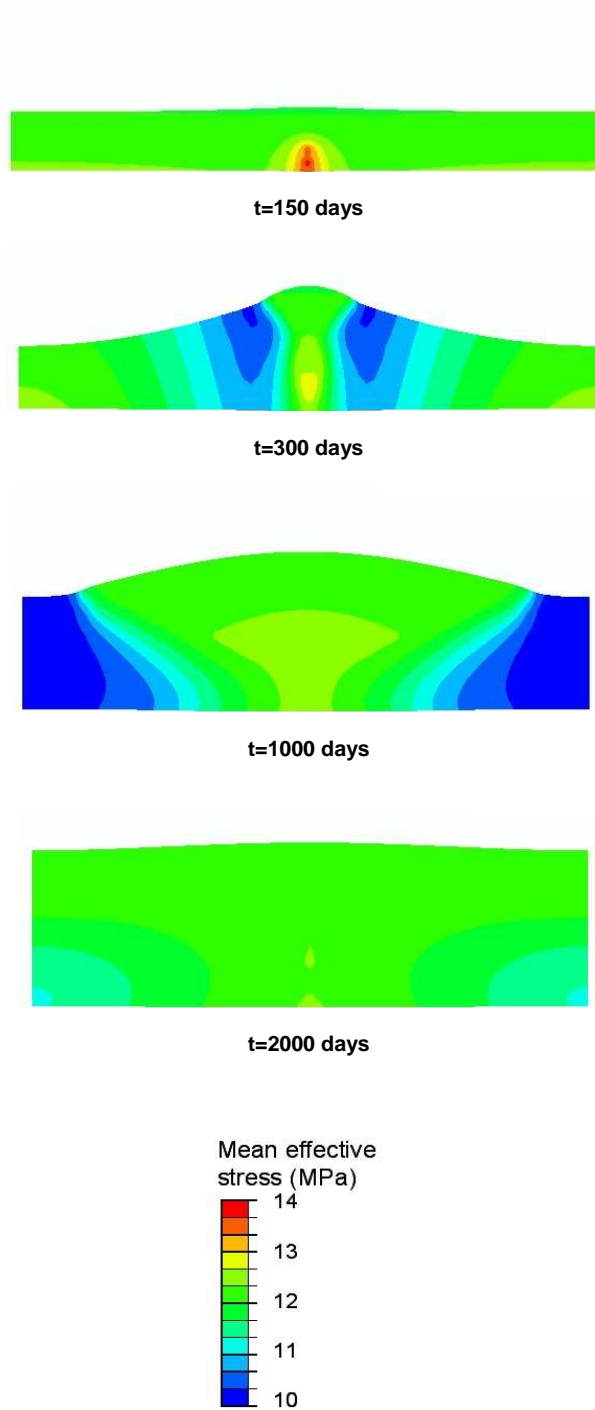 t=150 days
t=300 days
t=1000 days
t=2000 days
Mean effective
stress (MPa)
14
13
12
11
10